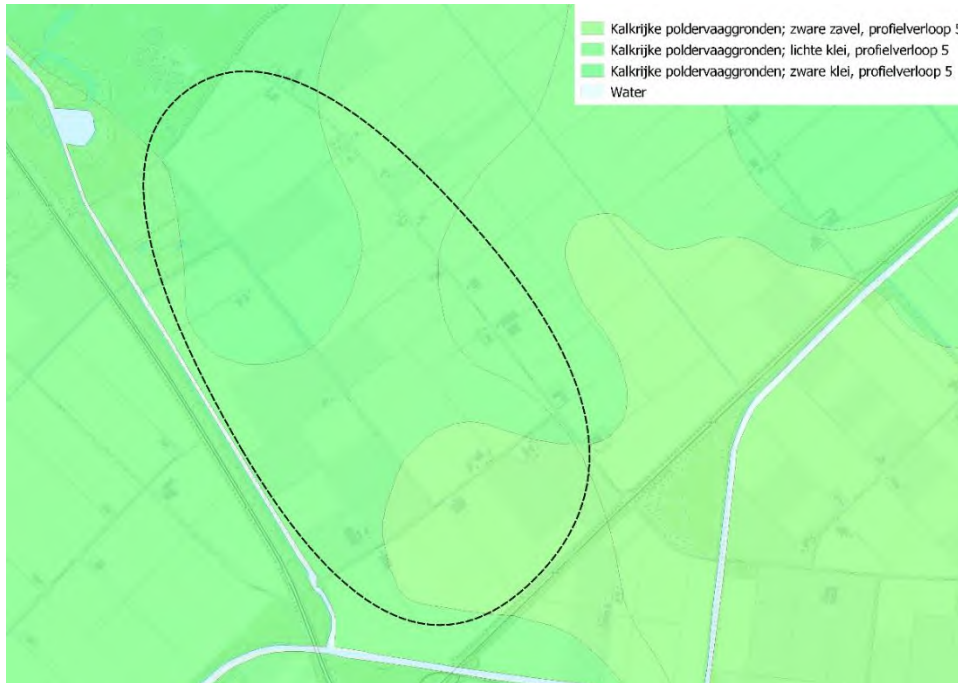 Kalkrijke poldervaaggronden; zware zavel, profielverloop 5
Kalkrijke poldervaaggronden; lichte klei, profielverloop 5
Kalkrijke poldervaaggronden; zware klei, profielverloop 5
Water